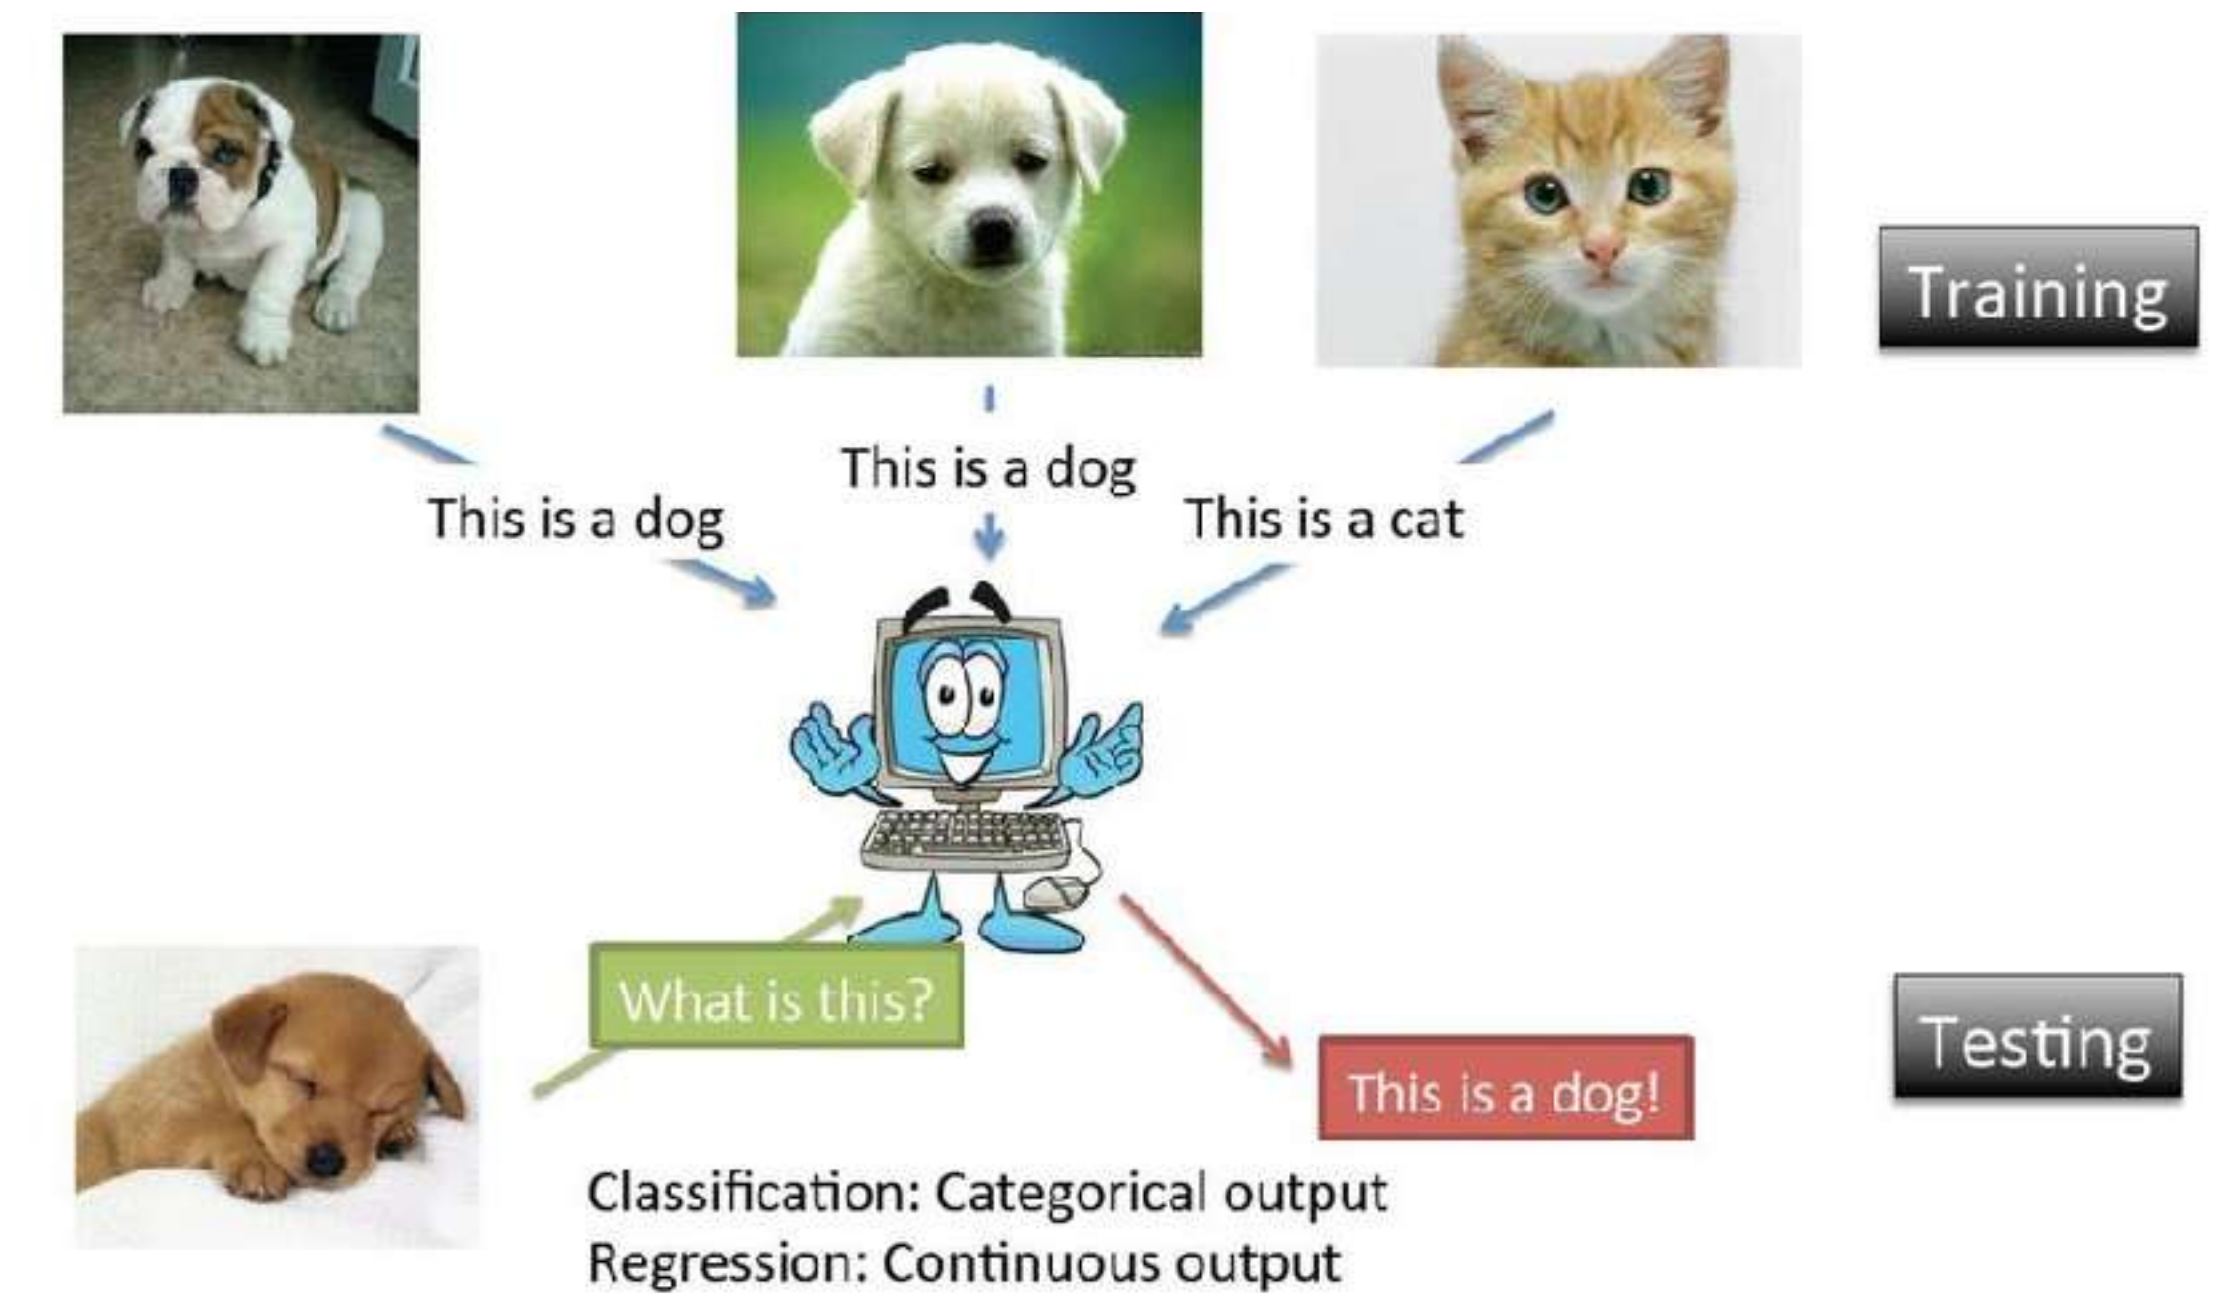 Training
This is a dog
This is a dog
This is a cat
What is this?
Testing
This is a dog!
Classification: Categorical output
Regression: Continuous output